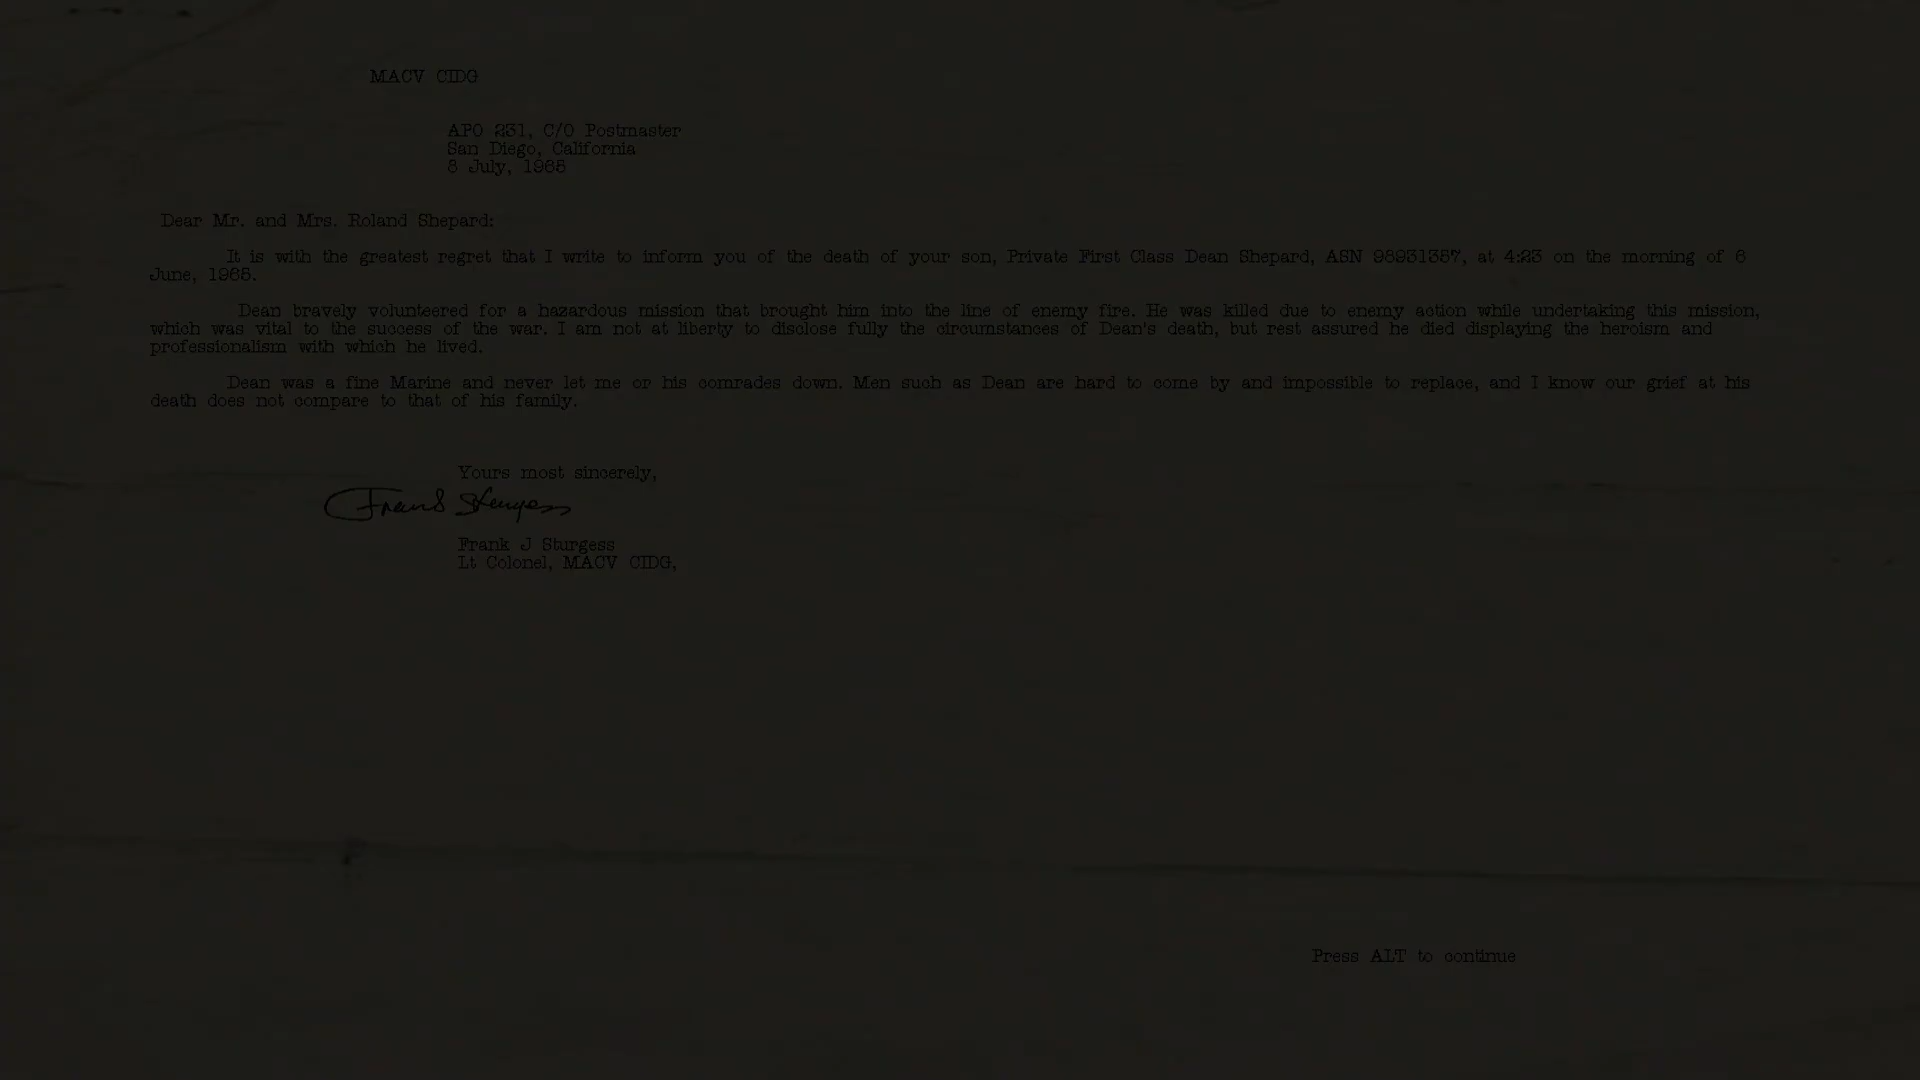 MACV CIDG
APO 231, C/O Postmaster
San Diego, California
8 July, 1965
Dear Mr. and Mrs. Roland Shepard:
It is with the greatest regret that I write to inform you of the death of your son, Private First Class Dean Shepard, ASN 98931357, at 4:23 on the morning of 6
June, 1965.
Dean bravely volunteered for a hazardous mission that brought him into the line of enemy fire. He was killed due to enemy action while undertaking this mission,
which was vital to the success of the war. I am not at liberty to disclose fully the circumstances of Dean's death, but rest assured he died displaying the heroism and
professionalism with which he lived.
Dean was a fine Marine and never let me or his comrades down. Men such as Dean are hard to come by and impossible to replace, and I know our grief at his
death does not compare to that of his family.
Yours most sincerely,
Frank Sturgess
Frank J Sturgess
Lt Colonel, MACV CIDG,
Press ALT to continue